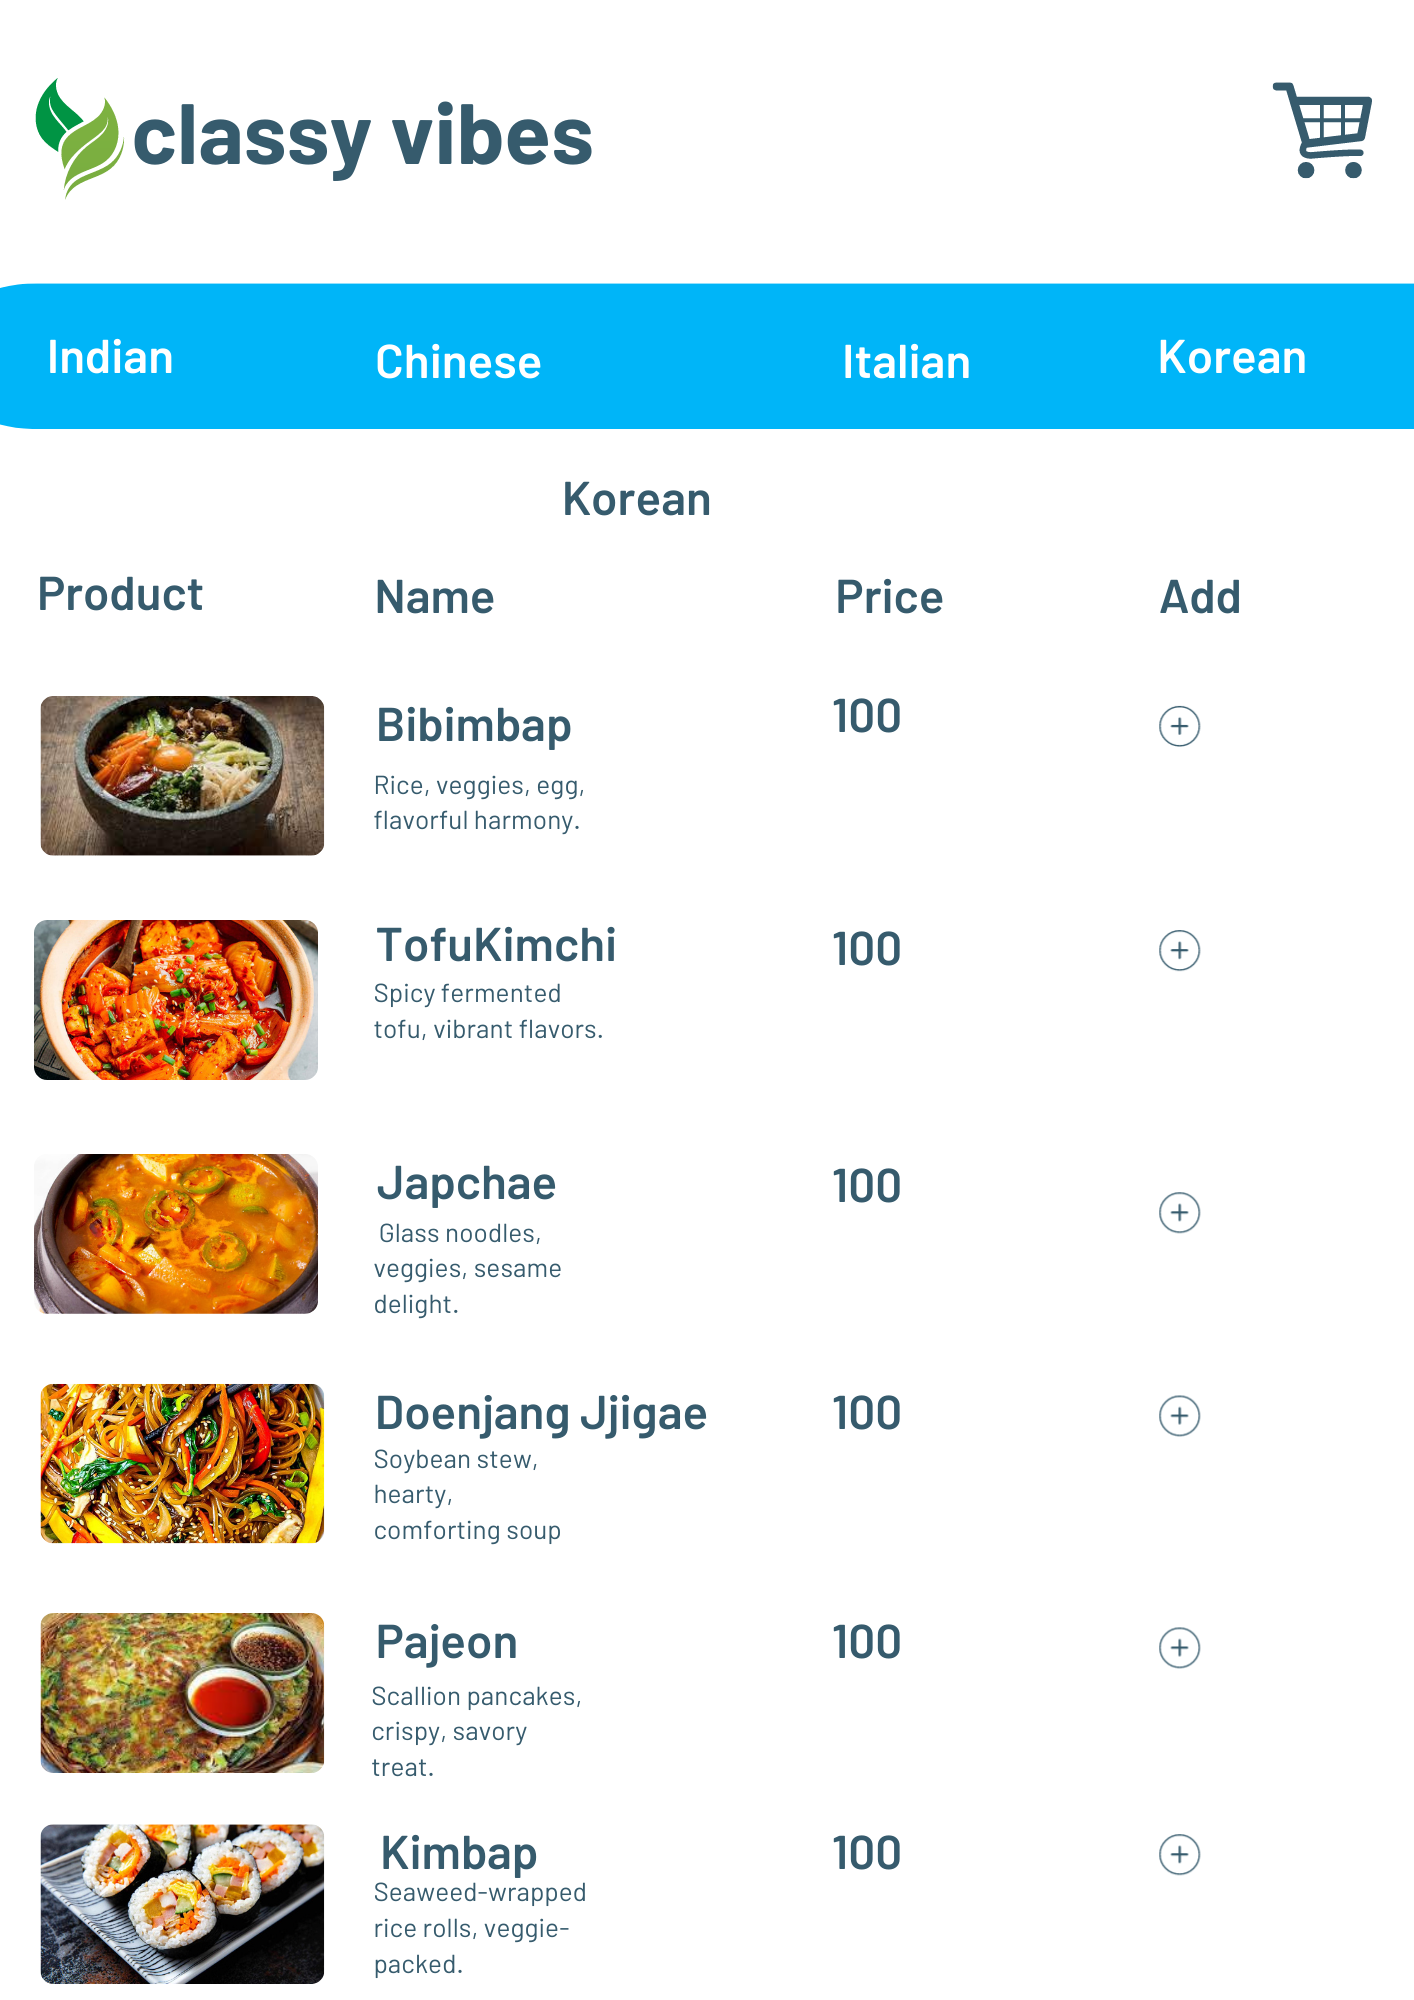 classy vibes
Indian
Chinese
Italian
Korean
Korean
Product
Name
Price
Add
Bibimbap
100
Rice, veggies, egg,
flavorful harmony.
TofuKimchi
100
Spicy fermented
tofu, vibrant flavors.
Japchae
100
Glass noodles,
veggies, sesame
delight.
Doenjang Jjigae
100
Soybean stew,
hearty,
comforting soup
Pajeon
100
Scallion pancakes,
crispy, savory
treat.
Kimbap
100
Seaweed-wrapped
rice rolls, veggie-
packed.